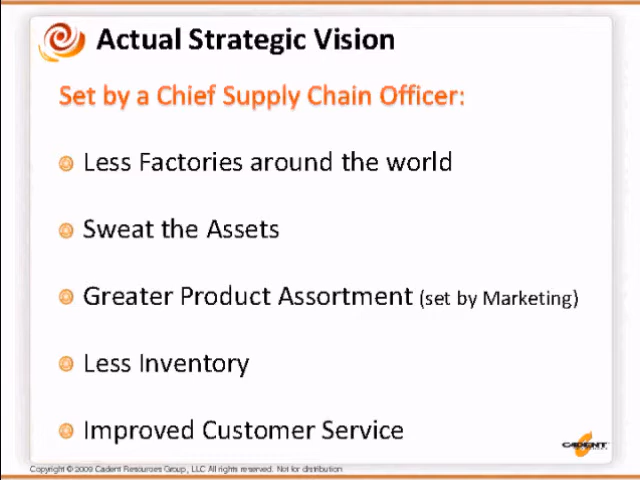 Actual Strategic Vision
Set by a Chief Supply Chain Officer:
Less Factories around the world
Sweat the Assets
Greater Product Assortment (set by Marketing)
Less Inventory
Improved Customer Service
CADENT
Copyright © 2009 Cadent Resources Group, LLC All rights reserved. Not for distribution